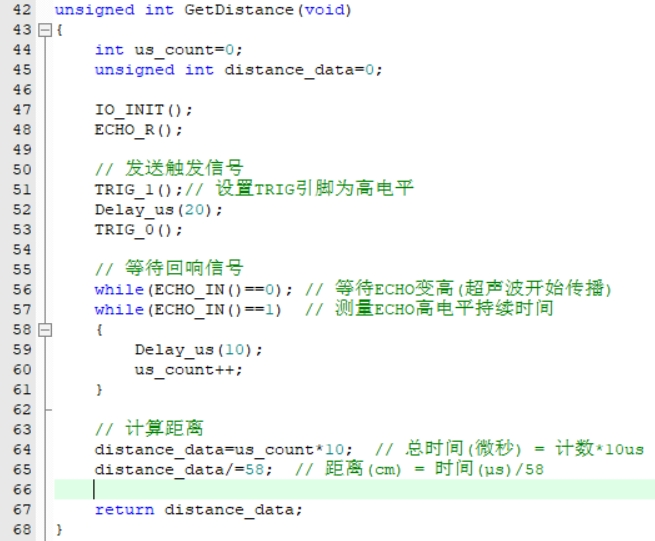 42 unsigned int GetDistance(void)
43 {
44 int us_count=0;
45 unsigned int distance_data=0;
46
47 IO_INIT();
48 ECHO_R();
49
50 // 发送触发信号
51 TRIG_1();// 设置TRIG引脚为高电平
52 Delay_us(20);
53 TRIG_0();
54
55 // 等待回响信号
56 while(ECHO_IN()==0); // 等待ECHO变高(超声波开始传播)
57 while(ECHO_IN()==1) // 测量ECHO高电平持续时间
58 {
59 Delay_us(10);
60 us_count++;
61 }
62
63 // 计算距离
64 distance_data=us_count*10; // 总时间(微秒) = 计数*10us
65 distance_data/=58; // 距离(cm) = 时间(μs)/58
66
67 return distance_data;
68 }